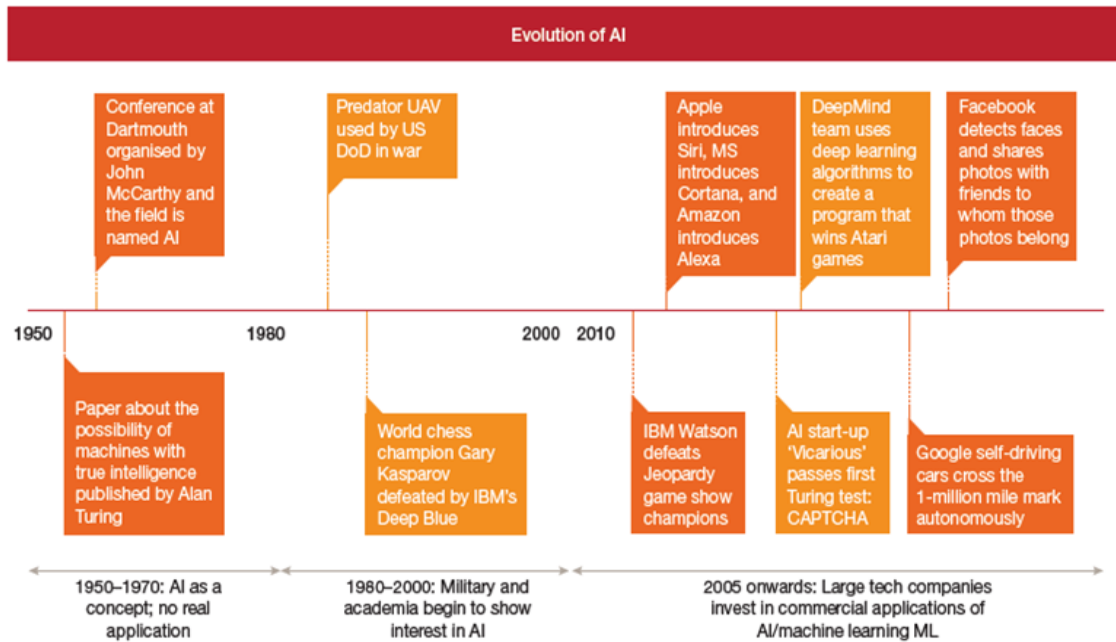 Evolution of AI
Conference at
Dartmouth
organised by
John
McCarthy and
the field is
named AI
Predator UAV
used by US
DoD in war
Apple
introduces
Siri, MS
introduces
Cortana, and
Amazon
introduces
Alexa
DeepMind
team uses
deep learning
algorithms to
create a
program that
wins Atari
games
Facebook
detects faces
and shares
photos with
friends to
whom those
photos belong
1950
1980
2000
2010
Paper about the
possibility of
machines with
true intelligence
published by Alan
Turing
World chess
champion Gary
Kasparov
defeated by IBM's
Deep Blue
IBM Watson
defeats
Jeopardy
game show
champions
AI start-up
'Vicarious'
passes first
Turing test:
CAPTCHA
Google self-driving
cars cross the
1-million mile mark
autonomously
1950–1970: AI as a
concept; no real
application
1980–2000: Military and
academia begin to show
interest in AI
2005 onwards: Large tech companies
invest in commercial applications of
AI/machine learning ML